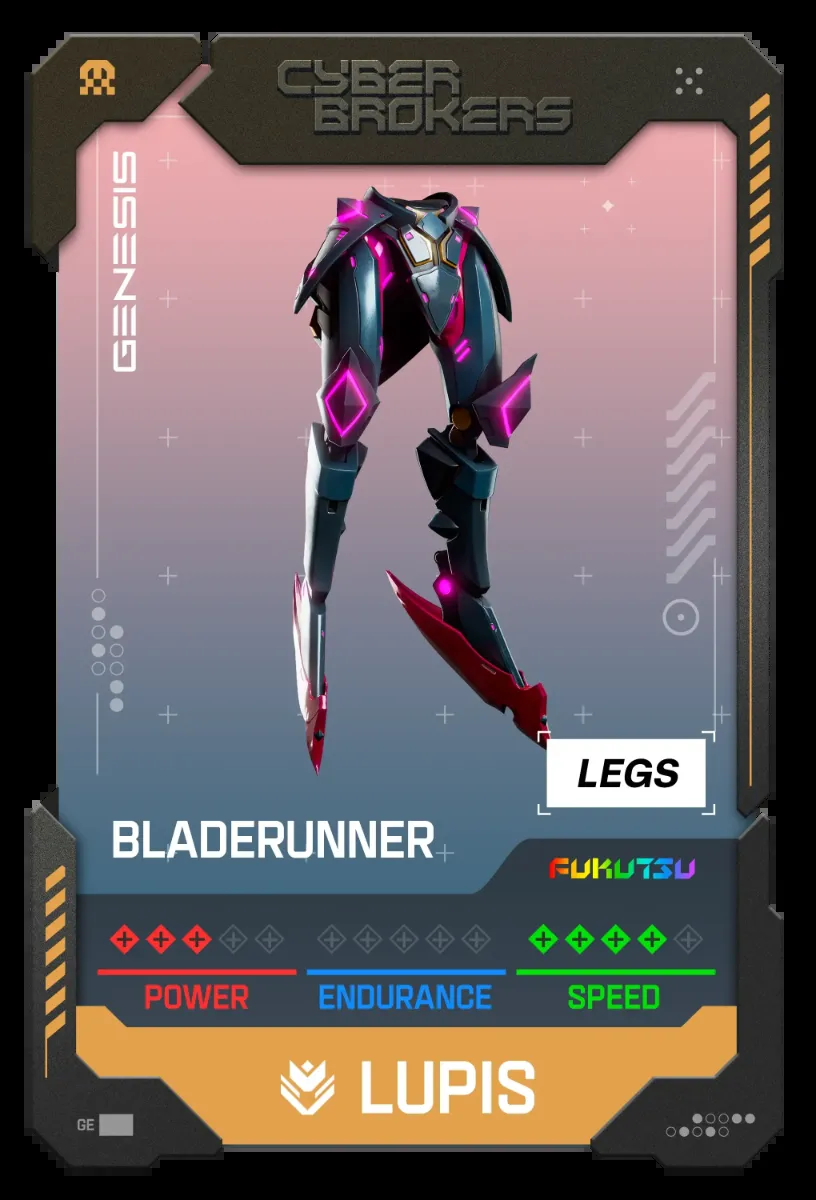 CYBER
BROKERS
GENESIS
LEGS
BLADERUNNER
FUKUTSU
POWER
ENDURANCE
SPEED
LUPIS
GE